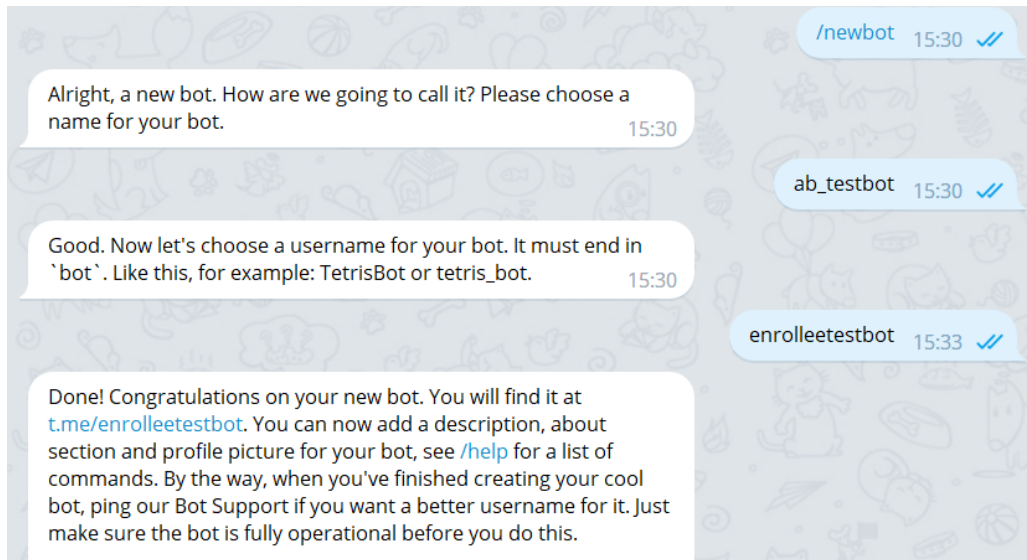 /newbot 15:30
Alright, a new bot. How are we going to call it? Please choose a
name for your bot.
15:30
ab_testbot 15:30
Good. Now let's choose a username for your bot. It must end in
`bot`. Like this, for example: TetrisBot or tetris_bot.
15:30
enrolleetestbot 15:33
Done! Congratulations on your new bot. You will find it at
t.me/enrolleetestbot. You can now add a description, about
section and profile picture for your bot, see /help for a list of
commands. By the way, when you've finished creating your cool
bot, ping our Bot Support if you want a better username for it. Just
make sure the bot is fully operational before you do this.